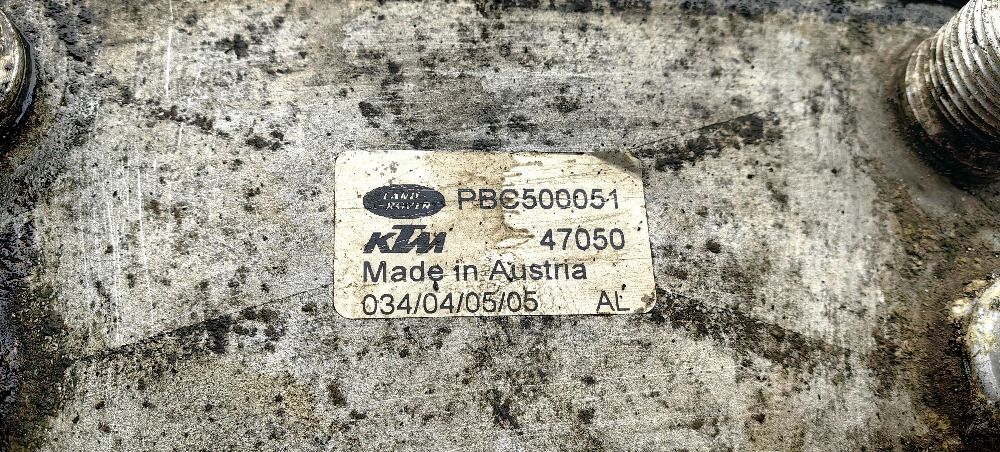 LAND
ROVER
PBC500051
KTM 47050
Made in Austria
034/04/05/05 AL